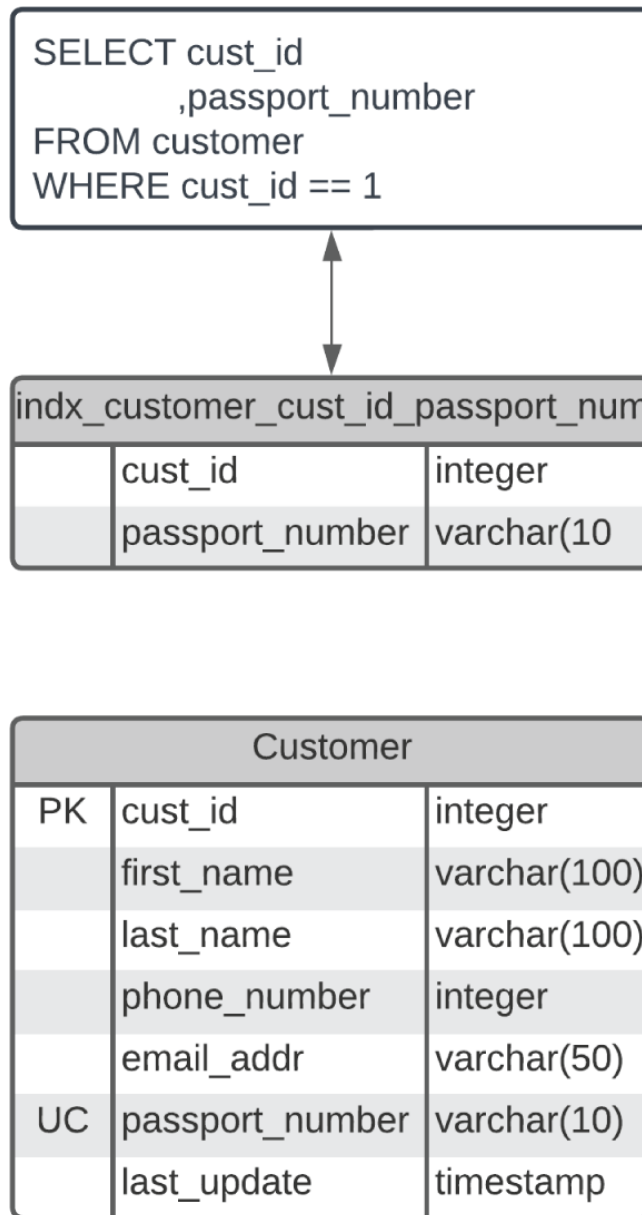 SELECT cust_id
,passport_number
FROM customer
WHERE cust_id == 1
indx_customer_cust_id_passport_num
cust_id integer
passport_number varchar(10
Customer
PK cust_id integer
first_name varchar(100)
last_name varchar(100)
phone_number integer
email_addr varchar(50)
UC passport_number varchar(10)
last_update timestamp